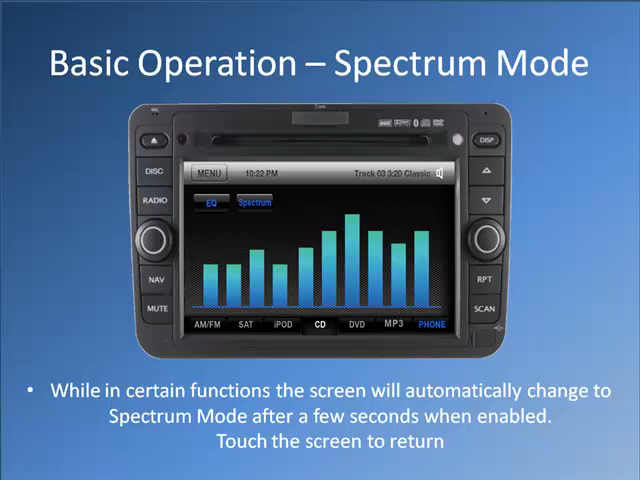 Basic Operation – Spectrum Mode
MIC
DISP
DISC
RADIO
NAV
MUTE
RPT
SCAN
MENU 10:22 PM Track 03 3:20 Classic
EQ Spectrum
AM/FM SAT iPOD CD DVD MP3 PHONE
• While in certain functions the screen will automatically change to
Spectrum Mode after a few seconds when enabled.
Touch the screen to return